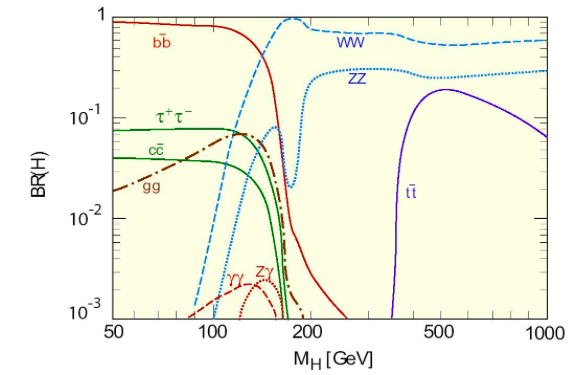 1
10⁻¹
10⁻²
10⁻³
BR(H)
bb̄
WW
ZZ
τ⁺τ⁻
cc̄
gg
tt̄
γγ
Zγ
50 100 200 500 1000
M_H [GeV]